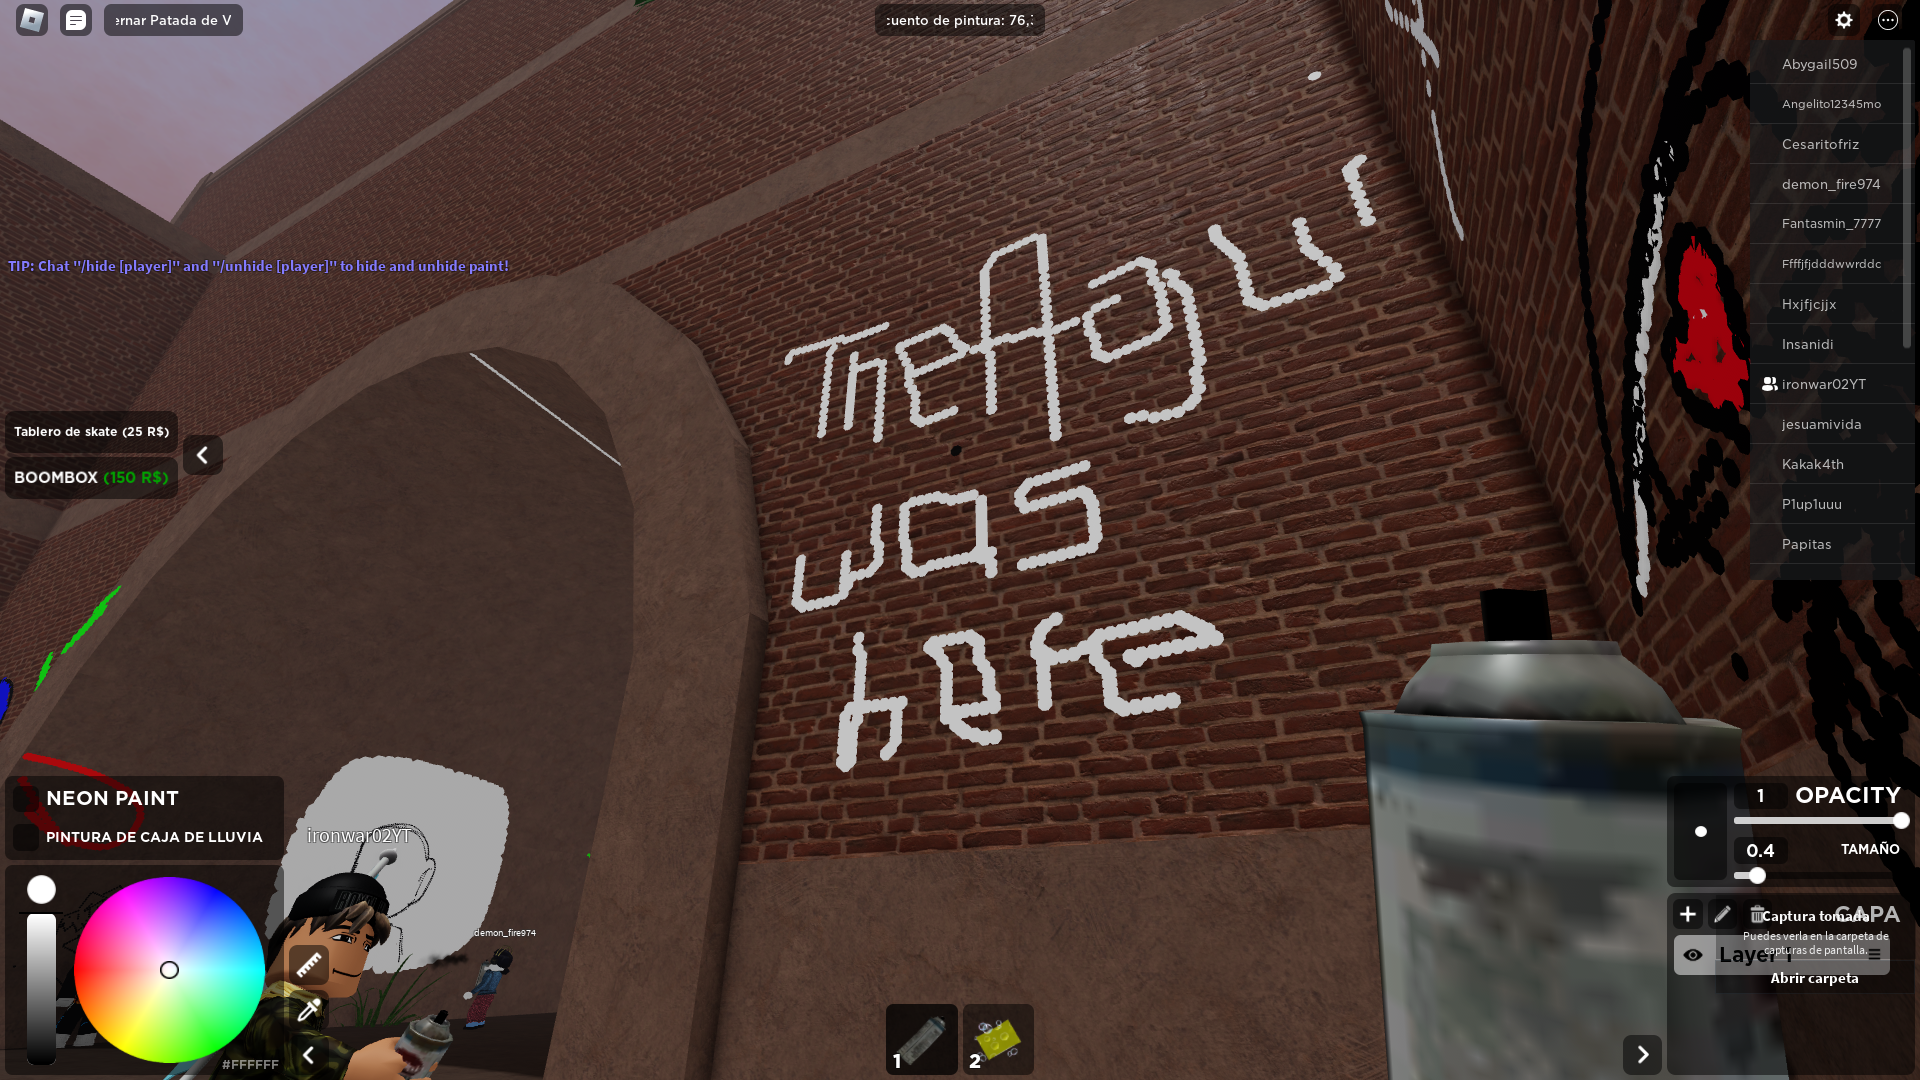 ernar Patada de V
cuento de pintura: 76,
Abygail509
Angelito12345mo
Cesaritofriz
demon_fire974
Fantasmin_7777
Ffffjfjdddwwrddc
Hxjfjcjjx
Insanidi
ironwar02YT
jesuamivida
Kakak4th
P1up1uuu
Papitas
TIP: Chat "/hide [player]" and "/unhide [player]" to hide and unhide paint!
Tablero de skate (25 R$)
BOOMBOX (150 R$)
TheAguU'
was
here
NEON PAINT
PINTURA DE CAJA DE LLUVIA
ironwar02YT
demon_fire974
#FFFFFF
1
2
1 OPACITY
0.4 TAMAÑO
CAPA
Captura tomada
Puedes verla en la carpeta de
capturas de pantalla.
Layer 1
Abrir carpeta